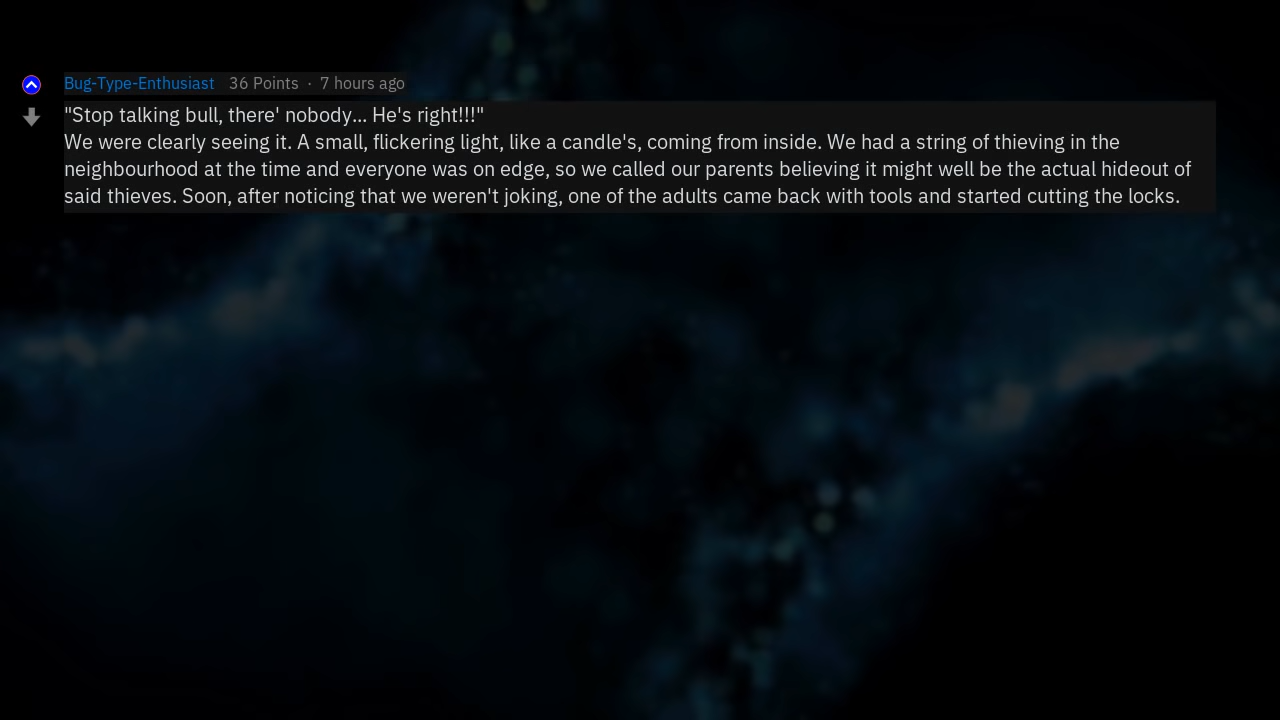 Bug-Type-Enthusiast 36 Points · 7 hours ago
"Stop talking bull, there' nobody... He's right!!!"
We were clearly seeing it. A small, flickering light, like a candle's, coming from inside. We had a string of thieving in the
neighbourhood at the time and everyone was on edge, so we called our parents believing it might well be the actual hideout of
said thieves. Soon, after noticing that we weren't joking, one of the adults came back with tools and started cutting the locks.